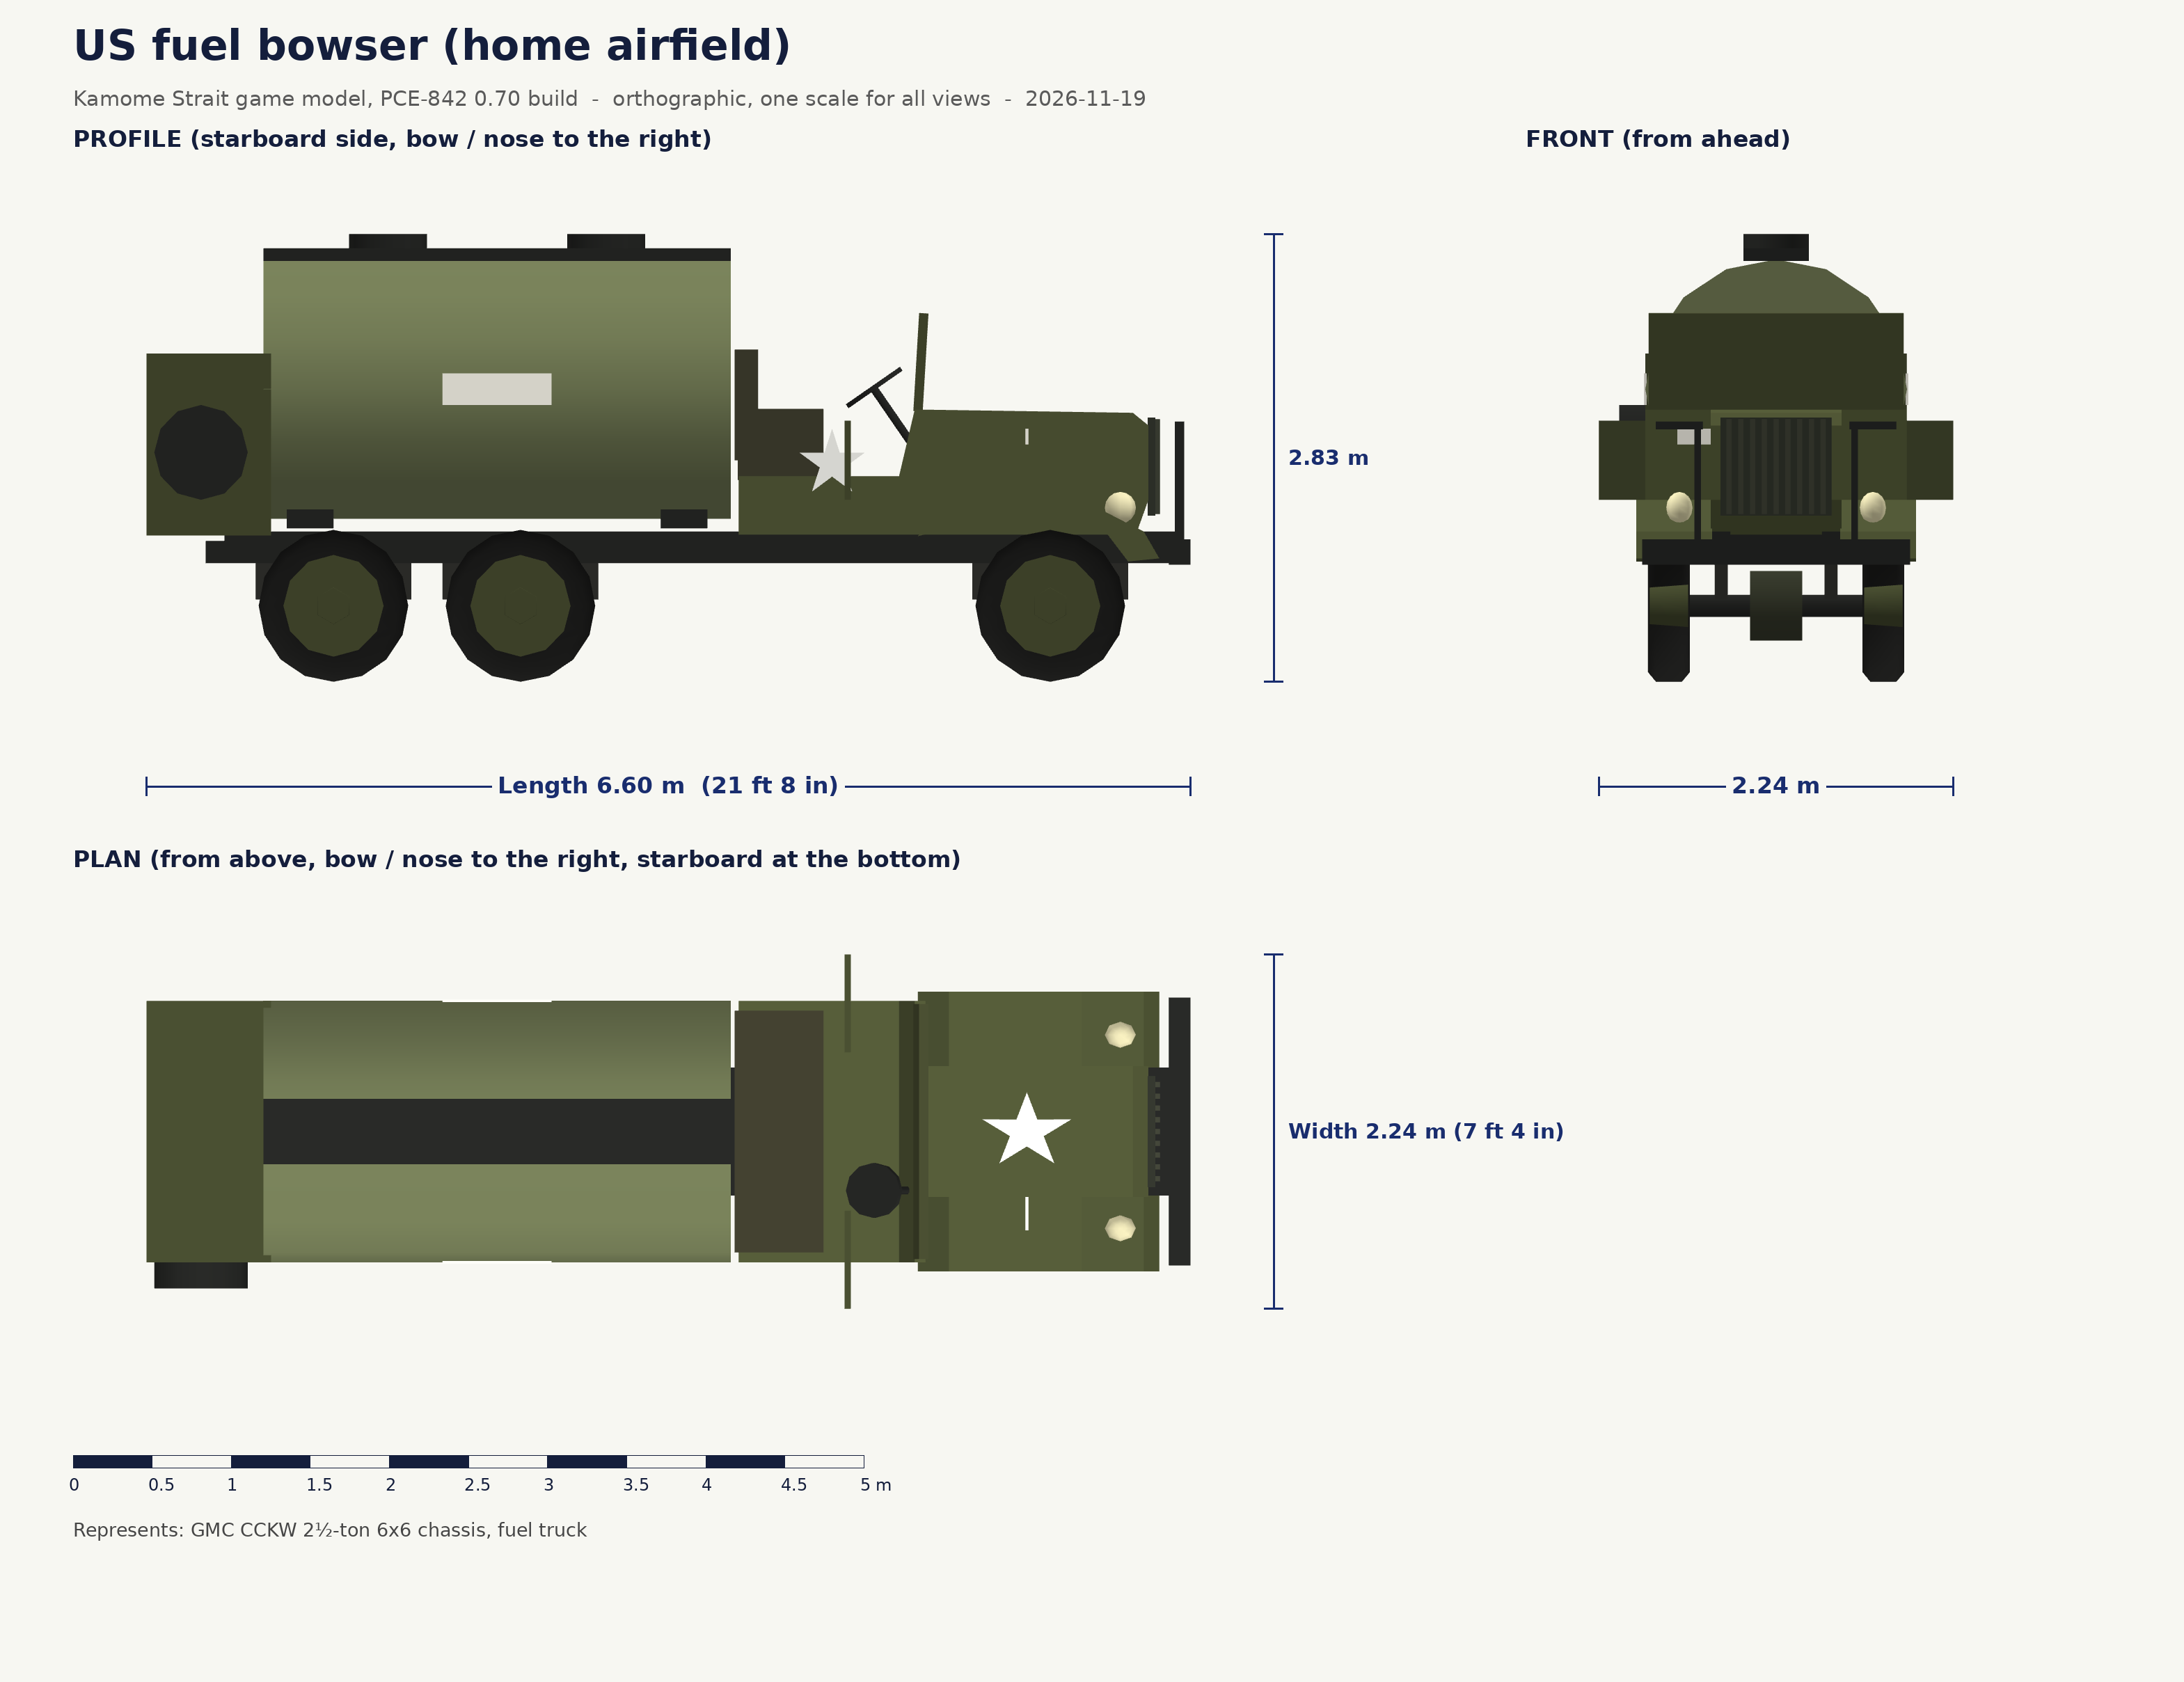 US fuel bowser (home airfield)
Kamome Strait game model, PCE-842 0.70 build - orthographic, one scale for all views - 2026-11-19
PROFILE (starboard side, bow / nose to the right)
FRONT (from ahead)
2.83 m
Length 6.60 m (21 ft 8 in)
2.24 m
PLAN (from above, bow / nose to the right, starboard at the bottom)
Width 2.24 m (7 ft 4 in)
0 0.5 1 1.5 2 2.5 3 3.5 4 4.5 5 m
Represents: GMC CCKW 2½-ton 6x6 chassis, fuel truck